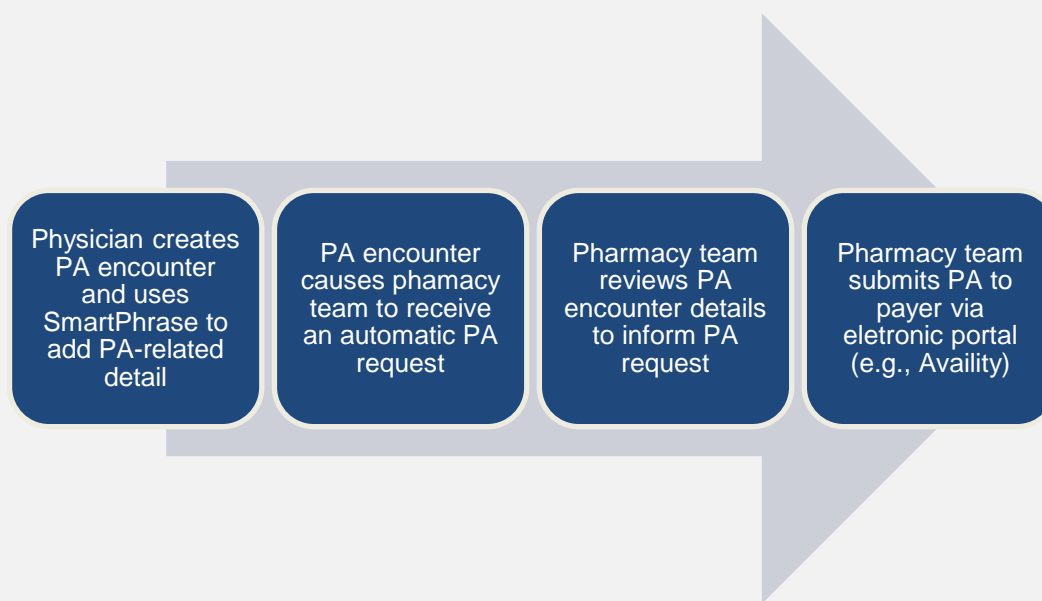 Physician creates
PA encounter
and uses
SmartPhrase to
add PA-related
detail
PA encounter
causes phamacy
team to receive
an automatic PA
request
Pharmacy team
reviews PA
encounter details
to inform PA
request
Pharmacy team
submits PA to
payer via
eletronic portal
(e.g., Availity)